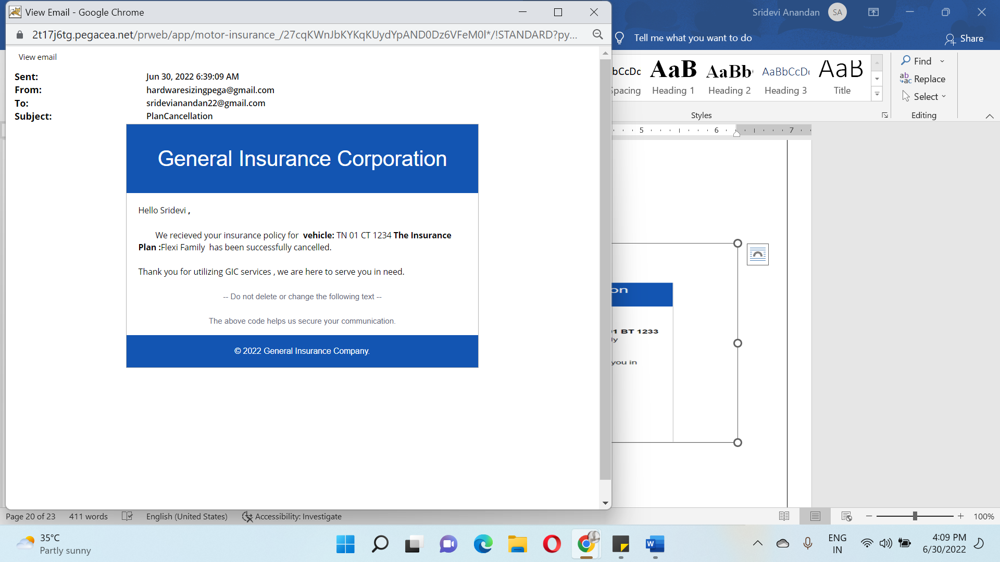 View Email - Google Chrome
2t17j6tg.pegacea.net/prweb/app/motor-insurance_/27cqKWnJbKYKqKUydYpAND0Dz6VFeM0l*/!STANDARD?py...
View email
Sent: Jun 30, 2022 6:39:09 AM
From: hardwaresizingpega@gmail.com
To: sridevianandan22@gmail.com
Subject: PlanCancellation
General Insurance Corporation
Hello Sridevi ,
We recieved your insurance policy for vehicle: TN 01 CT 1234 The Insurance
Plan :Flexi Family has been successfully cancelled.
Thank you for utilizing GIC services , we are here to serve you in need.
-- Do not delete or change the following text --
The above code helps us secure your communication.
© 2022 General Insurance Company.
Sridevi Anandan SA
Tell me what you want to do
Share
bCcDc AaB AaBb AaBbCcD AaB
Spacing Heading 1 Heading 2 Heading 3 Title
Styles
Find
Replace
Select
Editing
5 6 7
on
1 BT 1233
ly
you in
Page 20 of 23 411 words English (United States) Accessibility: Investigate
100%
35°C
Partly sunny
ENG
IN
4:09 PM
6/30/2022